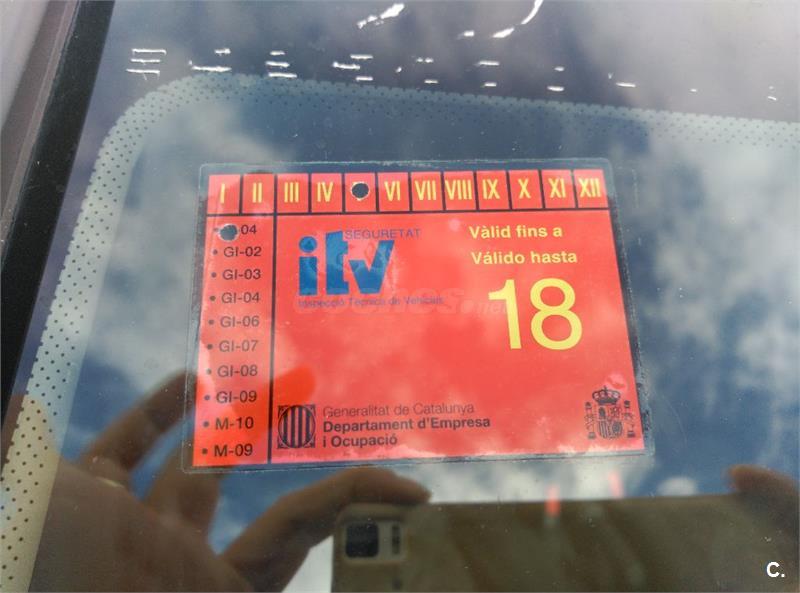 I II III IV VI VII VIII IX X XI XII
-04
• GI-02
• GI-03
• GI-04
• GI-06
• GI-07
• GI-08
• GI-09
• M-10
• M-09
SEGURETAT
itv
Inspecció Tècnica de Vehicles
Vàlid fins a
Válido hasta
18
Generalitat de Catalunya
Departament d'Empresa
i Ocupació
C.